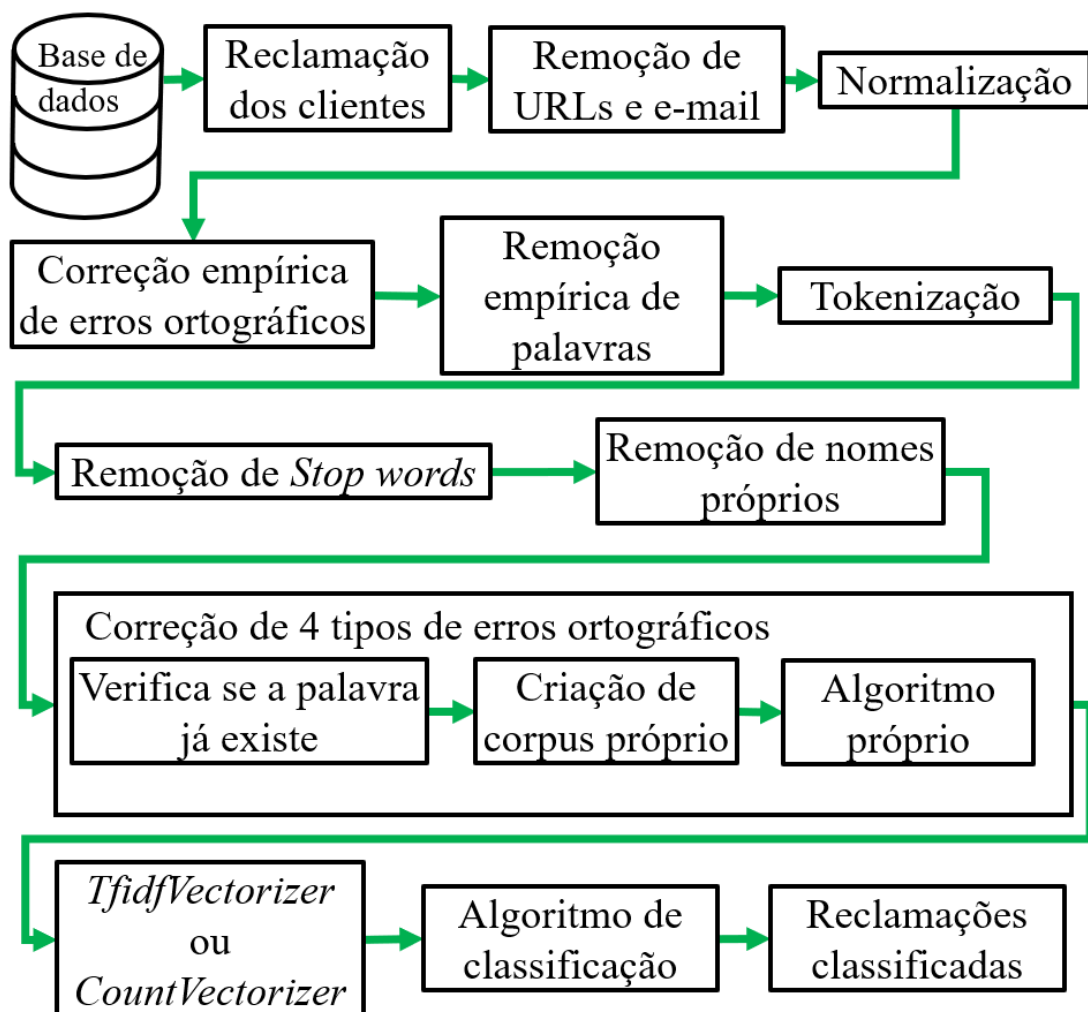 Base de
dados
Reclamação
dos clientes
Remoção de
URLs e e-mail
Normalização
Correção empírica
de erros ortográficos
Remoção
empírica de
palavras
Tokenização
Remoção de Stop words
Remoção de nomes
próprios
Correção de 4 tipos de erros ortográficos
Verifica se a palavra
já existe
Criação de
corpus próprio
Algoritmo
próprio
TfidfVectorizer
ou
CountVectorizer
Algoritmo de
classificação
Reclamações
classificadas